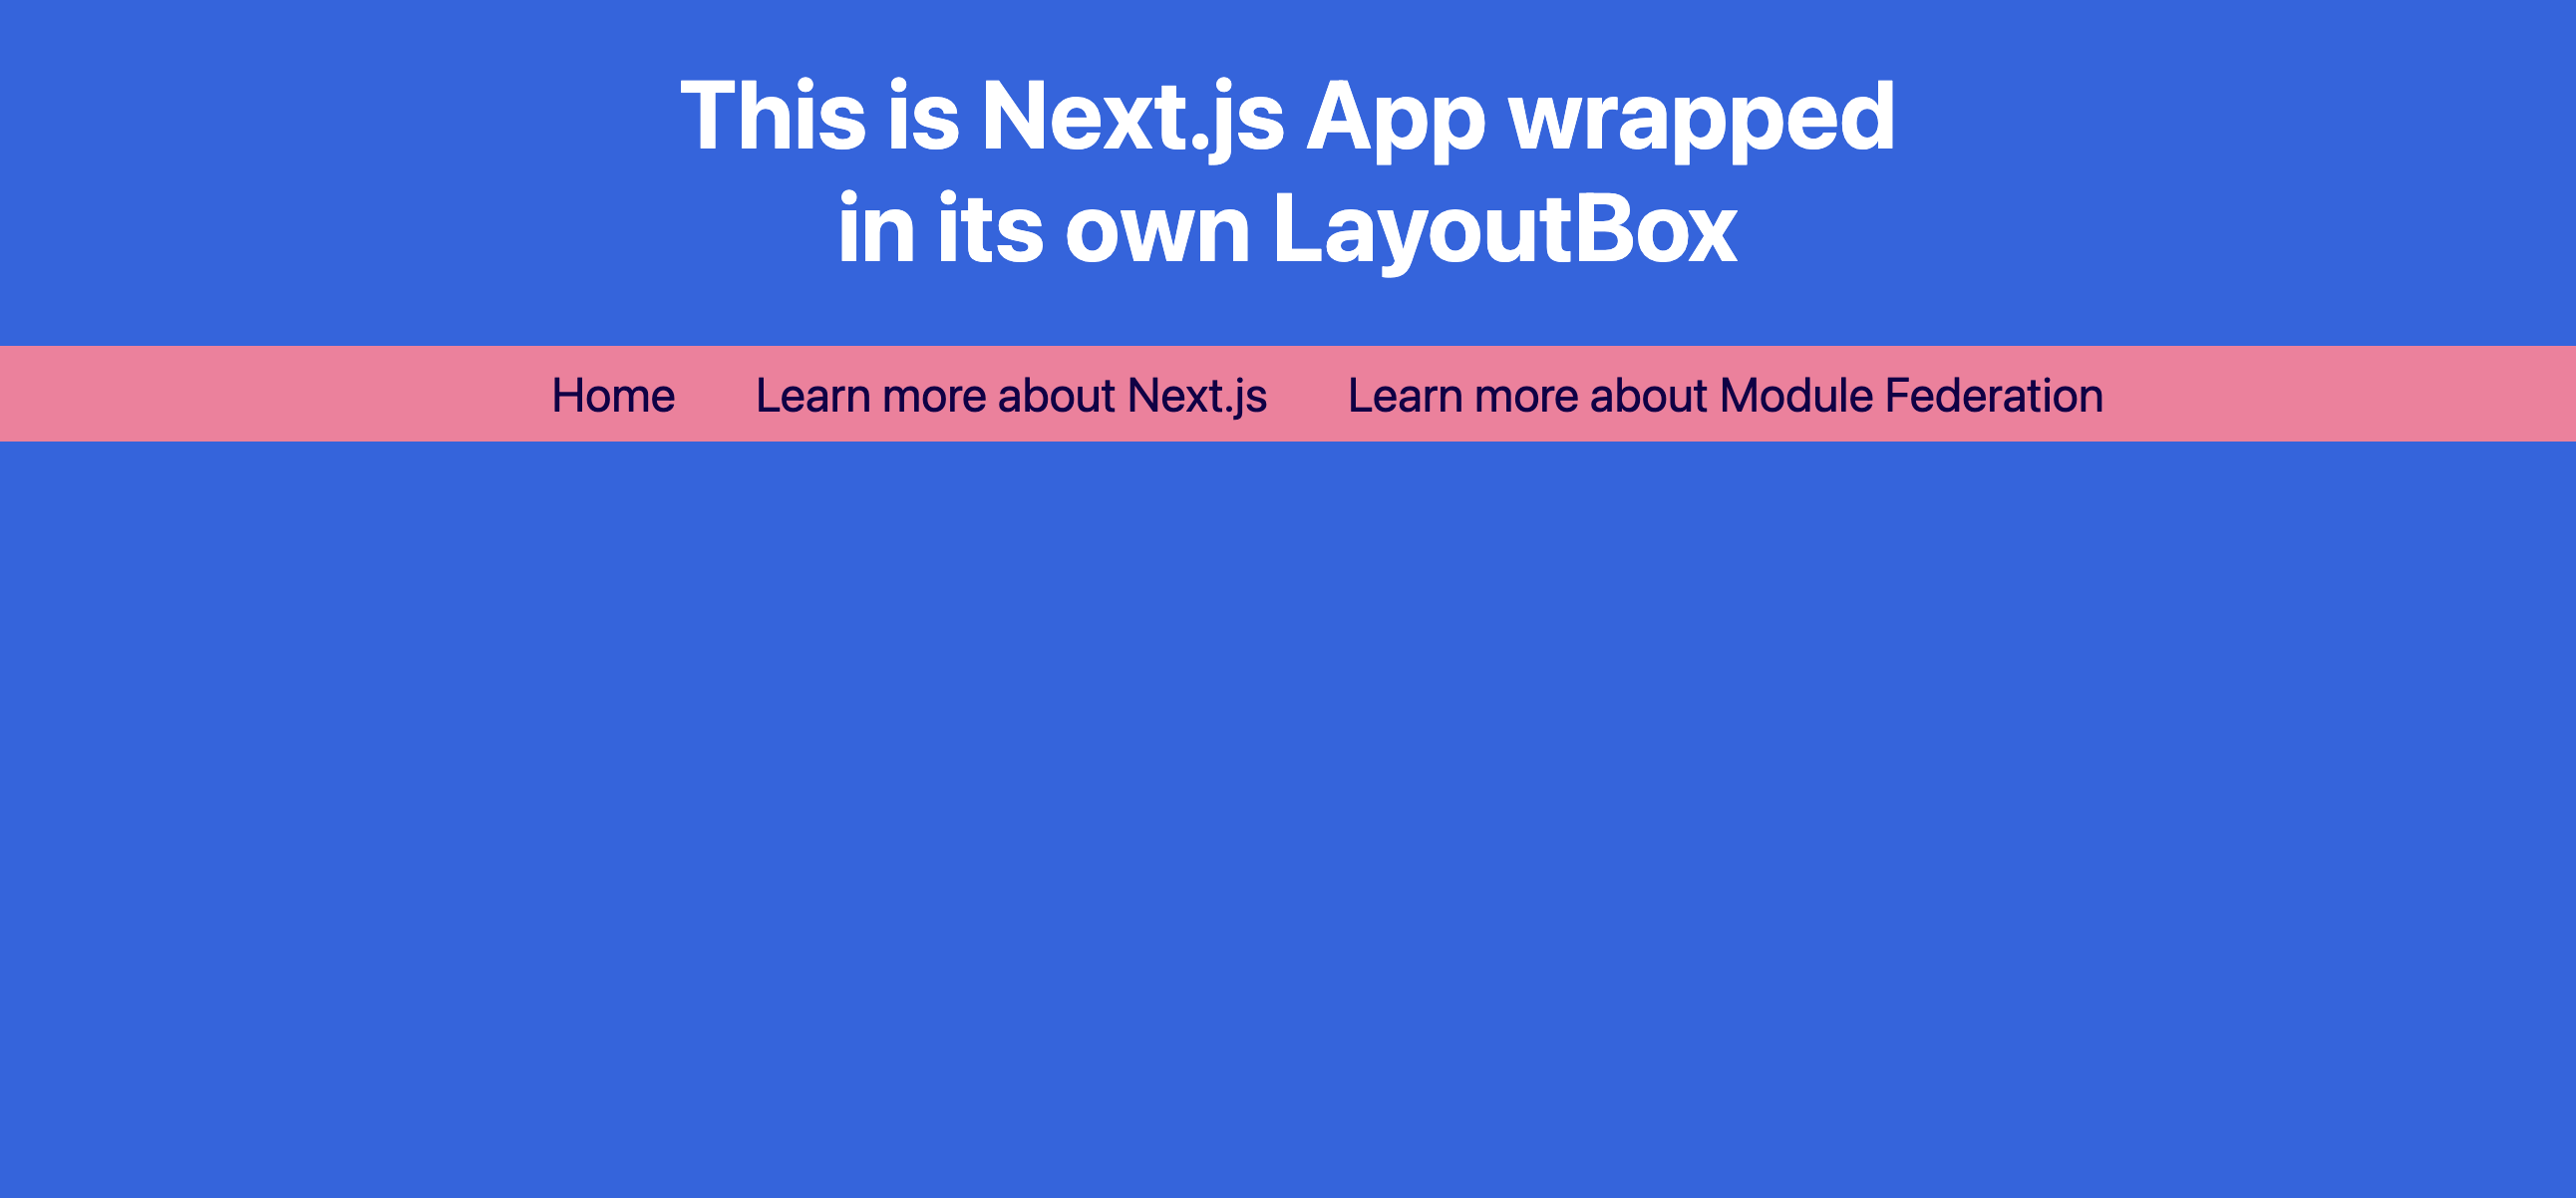 This is Next.js App wrapped
in its own LayoutBox
Home Learn more about Next.js Learn more about Module Federation